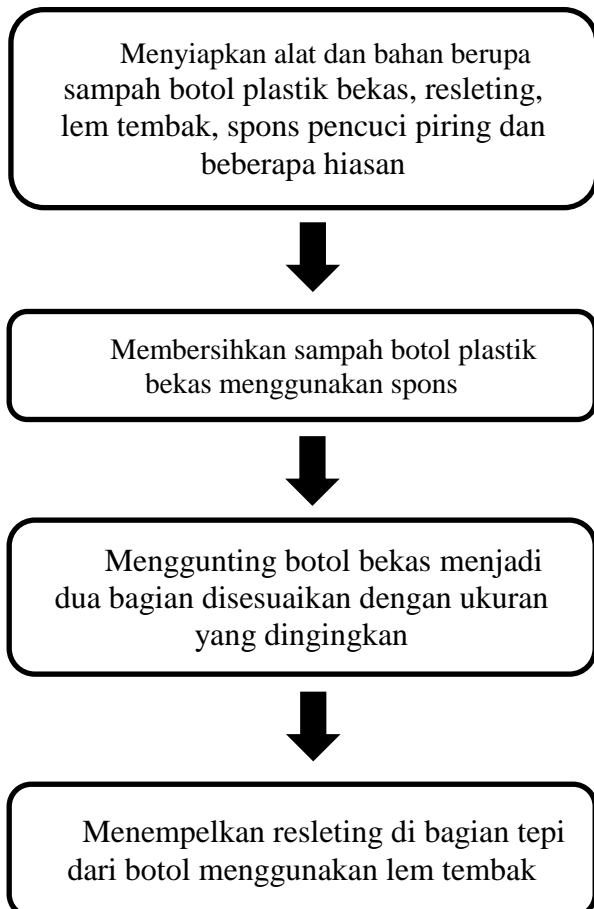 Menyiapkan alat dan bahan berupa
sampah botol plastik bekas, resleting,
lem tembak, spons pencuci piring dan
beberapa hiasan
Membersihkan sampah botol plastik
bekas menggunakan spons
Menggunting botol bekas menjadi
dua bagian disesuaikan dengan ukuran
yang dingingkan
Menempelkan resleting di bagian tepi
dari botol menggunakan lem tembak